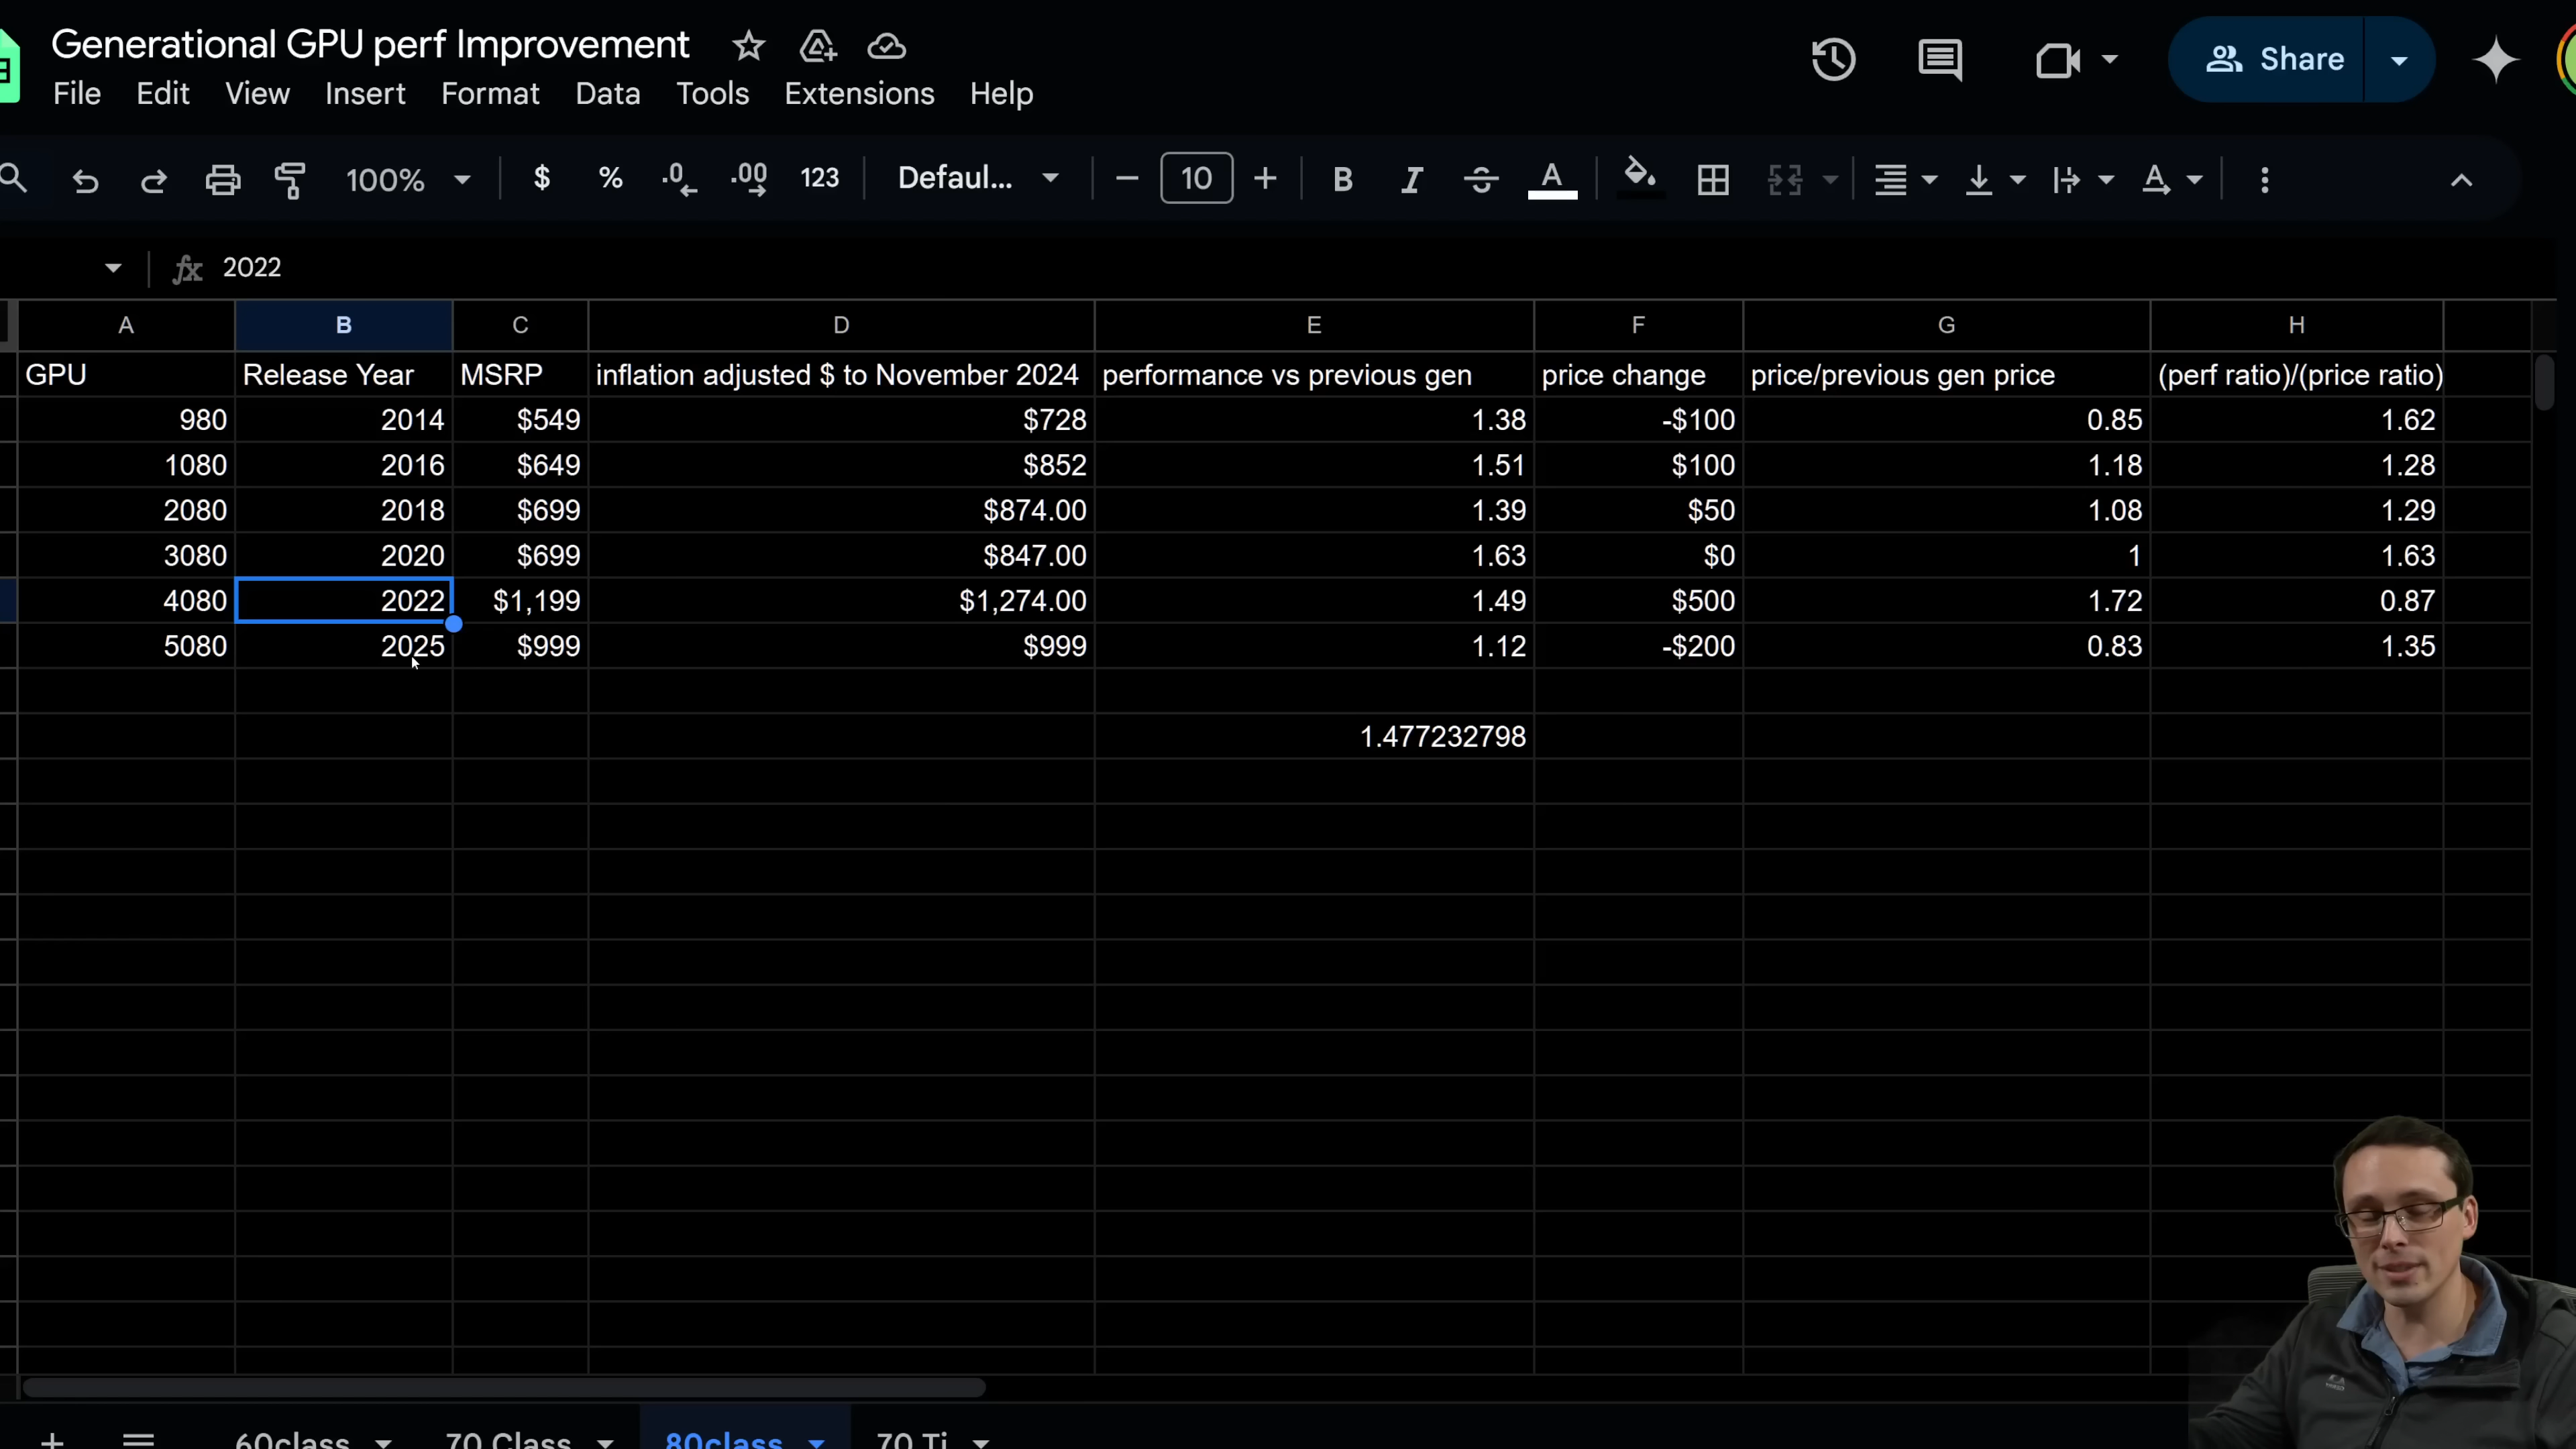 Generational GPU perf Improvement
File Edit View Insert Format Data Tools Extensions Help
Share
100% $ % .0 .00 123 Defaul... 10 B I S A A
fx 2022
A B C D E F G H
GPU Release Year MSRP inflation adjusted $ to November 2024 performance vs previous gen price change price/previous gen price (perf ratio)/(price ratio)
980 2014 $549 $728 1.38 -$100 0.85 1.62
1080 2016 $649 $852 1.51 $100 1.18 1.28
2080 2018 $699 $874.00 1.39 $50 1.08 1.29
3080 2020 $699 $847.00 1.63 $0 1 1.63
4080 2022 $1,199 $1,274.00 1.49 $500 1.72 0.87
5080 2025 $999 $999 1.12 -$200 0.83 1.35
1.477232798
60class 70 Class 80class 70 Ti